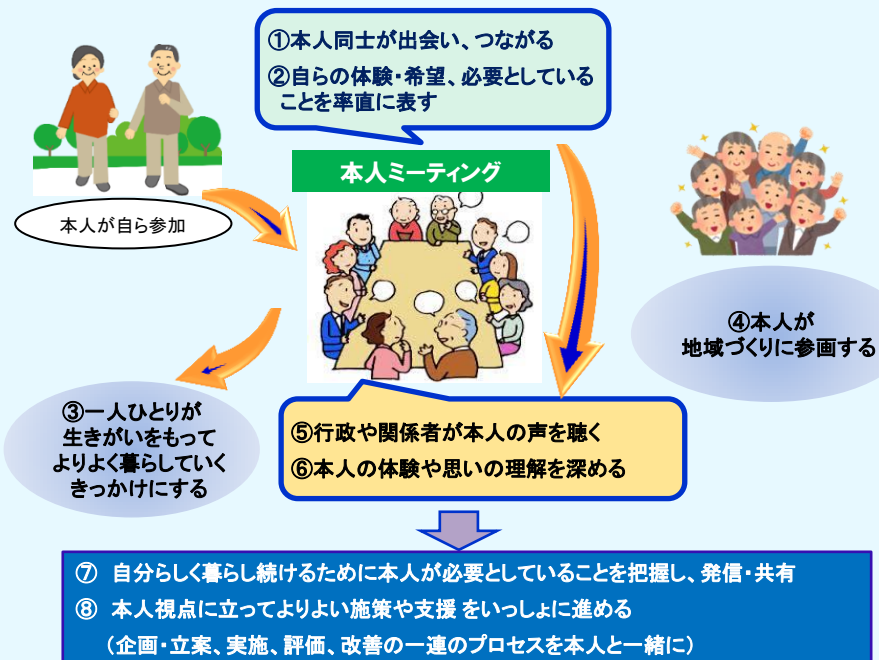 ①本人同士が出会い、つながる
②自らの体験・希望、必要としている
ことを率直に表す
本人ミーティング
本人が自ら参加
④本人が
地域づくりに参画する
③一人ひとりが
生きがいをもって
よりよく暮らしていく
きっかけにする
⑤行政や関係者が本人の声を聴く
⑥本人の体験や思いの理解を深める
⑦ 自分らしく暮らし続けるために本人が必要としていることを把握し、発信・共有
⑧ 本人視点に立ってよりよい施策や支援 をいっしょに進める
(企画・立案、実施、評価、改善の一連のプロセスを本人と一緒に)